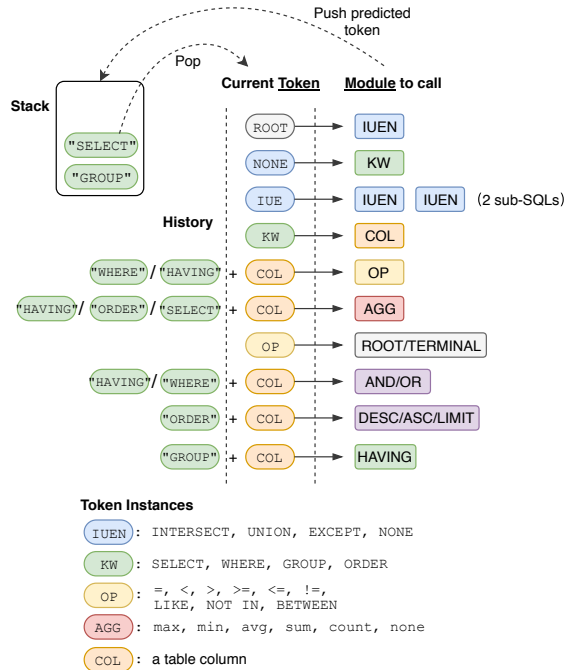 Push predicted
token
Pop
Current Token
Module to call
Stack
"SELECT"
"GROUP"
ROOT
IUEN
NONE
KW
IUE
IUEN IUEN (2 sub-SQLs)
History
KW
COL
"WHERE"/"HAVING" + COL
OP
"HAVING"/ "ORDER" /"SELECT" + COL
AGG
OP
ROOT/TERMINAL
"HAVING"/"WHERE" + COL
AND/OR
"ORDER" + COL
DESC/ASC/LIMIT
"GROUP" + COL
HAVING
Token Instances
IUEN : INTERSECT, UNION, EXCEPT, NONE
KW : SELECT, WHERE, GROUP, ORDER
OP : =, <, >, >=, <=, !=,
LIKE, NOT IN, BETWEEN
AGG : max, min, avg, sum, count, none
COL : a table column